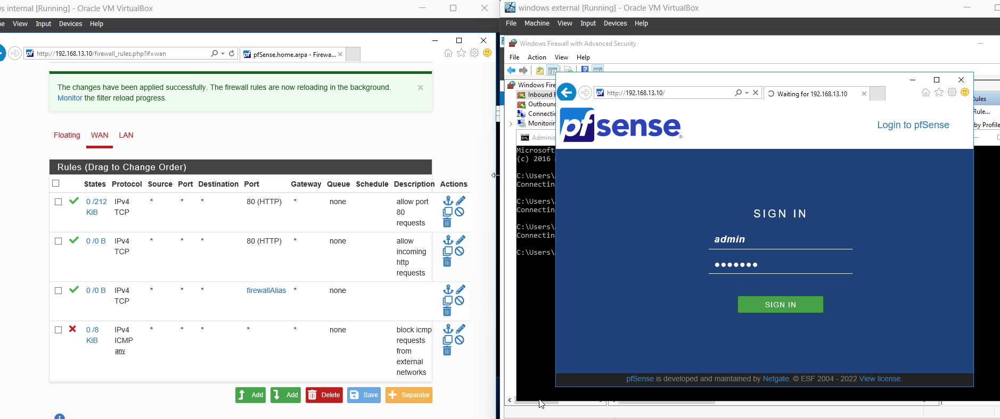 s internal [Running] - Oracle VM VirtualBox
View Input Devices Help
http://192.168.13.10/firewall_rules.php?if=wan
pfSense.home.arpa - Firewa...
The changes have been applied successfully. The firewall rules are now reloading in the background.
Monitor the filter reload progress.
Floating WAN LAN
Rules (Drag to Change Order)
States Protocol Source Port Destination Port Gateway Queue Schedule Description Actions
0 /212 IPv4 * * * 80 (HTTP) * none allow port
KiB TCP 80
requests
0 /0 B IPv4 * * * 80 (HTTP) * none allow
TCP incoming
http
requests
0 /0 B IPv4 * * * firewallAlias * none
TCP
0 /8 IPv4 * * * * * none block icmp
KiB ICMP requests
any from
external
networks
Add Add Delete Save Separator
windows external [Running] - Oracle VM VirtualBox
File Machine View Input Devices Help
Windows Firewall with Advanced Security
File Action View Help
Windows Fire
Inbound
Outbound
Connectio
Monitorin
Adminis
Microsoft
(c) 2016
C:\Users\
Connectin
C:\Users\
Connectin
C:\Users\
Connectin
C:\Users\
ules
Rule...
by Profile
http://192.168.13.10/
Waiting for 192.168.13.10
pfsense
Login to pfSense
SIGN IN
admin
SIGN IN
pfSense is developed and maintained by Netgate. © ESF 2004 - 2022 View license.